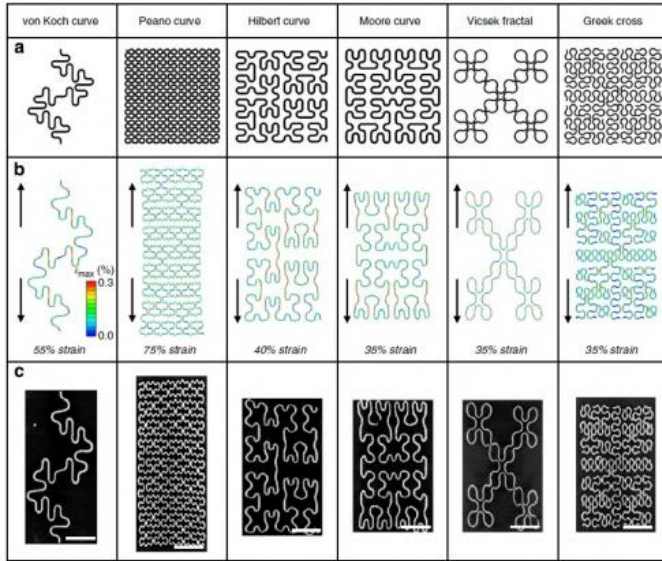 von Koch curve Peano curve Hilbert curve Moore curve Vicsek fractal Greek cross
a
b
max (%)
0.3
0.0
55% strain 75% strain 40% strain 35% strain 35% strain 35% strain
c